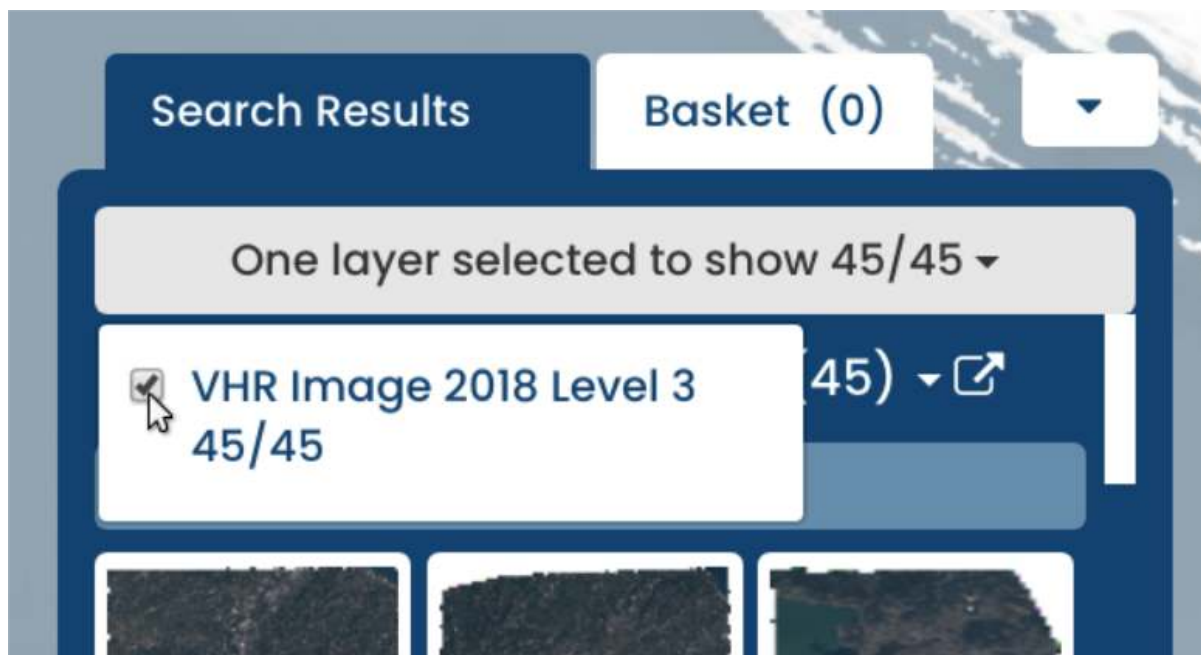 Search Results
Basket (0)
One layer selected to show 45/45
VHR Image 2018 Level 3
45/45
(45)